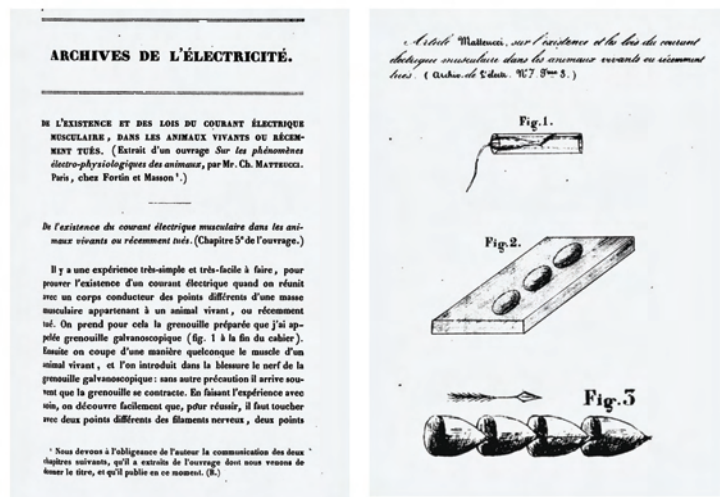 ARCHIVES DE L'ÉLECTRICITÉ.
DE L'EXISTENCE ET DES LOIS DU COURANT ÉLECTRIQUE
MUSCULAIRE, DANS LES ANIMAUX VIVANTS OU RÉCEM-
MENT TUÉS. (Extrait d'un ouvrage Sur les phénomènes
électro-physiologiques des animaux, par Mr. Ch. MATTEUCCI.
Paris, chez Fortin et Masson ¹.)
De l'existence du courant électrique musculaire dans les ani-
maux vivants ou récemment tués. (Chapitre 5ᵉ de l'ouvrage.)
Il y a une expérience très-simple et très-facile à faire, pour
prouver l'existence d'un courant électrique quand on réunit
avec un corps conducteur des points différents d'une masse
musculaire appartenant à un animal vivant, ou récemment
tué. On prend pour cela la grenouille préparée que j'ai ap-
pelée grenouille galvanoscopique (fig. 1 à la fin du cahier).
Ensuite on coupe d'une manière quelconque le muscle d'un
animal vivant, et l'on introduit dans la blessure le nerf de la
grenouille galvanoscopique : sans autre précaution il arrive sou-
vent que la grenouille se contracte. En faisant l'expérience avec
soin, on découvre facilement que, pour réussir, il faut toucher
avec deux points différents des filaments nerveux, deux points
¹ Nous devons à l'obligeance de l'auteur la communication des deux
chapitres suivants, qu'il a extraits de l'ouvrage dont nous venons de
donner le titre, et qu'il publie en ce moment. (R.)
Article Matteucci, sur l'existence et les lois du courant
électrique musculaire dans les animaux vivants ou récemment
tués. (Archiv. de l'électr. N.º 7.
Fig.1.
Fig.2.
Fig.3